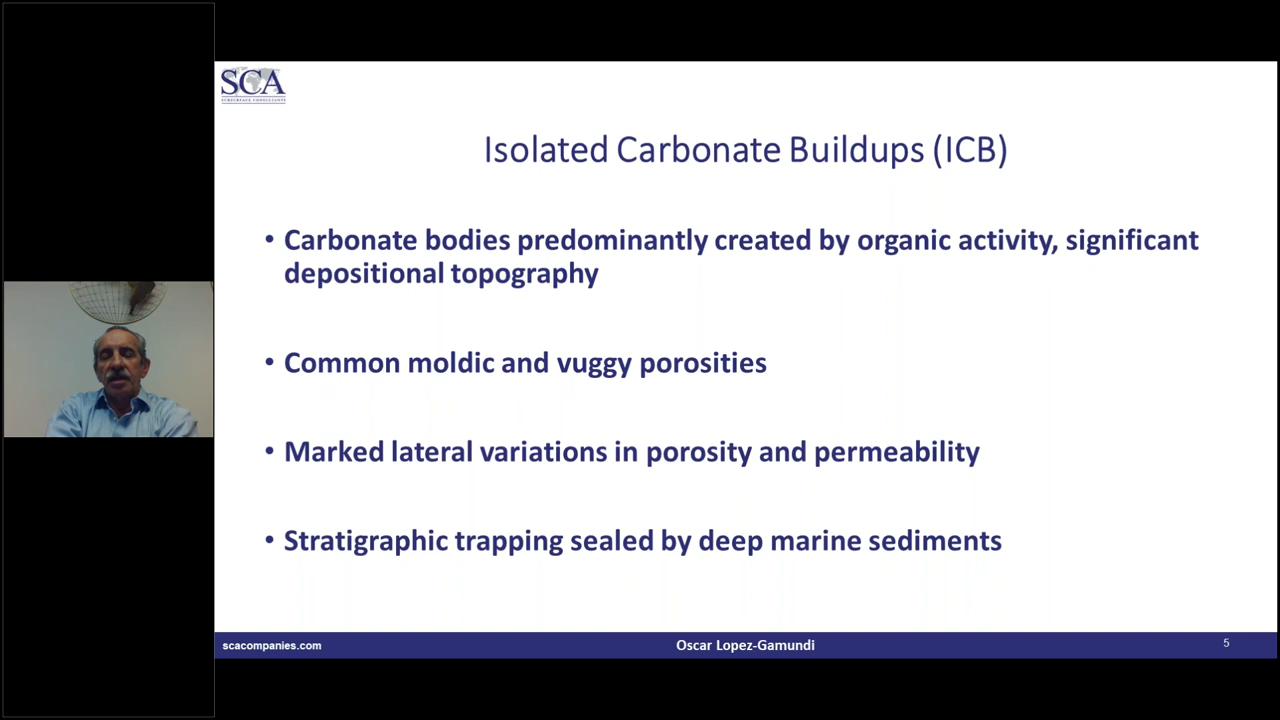 SCA
SUBSURFACE CONSULTANTS
Isolated Carbonate Buildups (ICB)
• Carbonate bodies predominantly created by organic activity, significant
depositional topography
• Common moldic and vuggy porosities
• Marked lateral variations in porosity and permeability
• Stratigraphic trapping sealed by deep marine sediments
scacompanies.com
Oscar Lopez-Gamundi
5